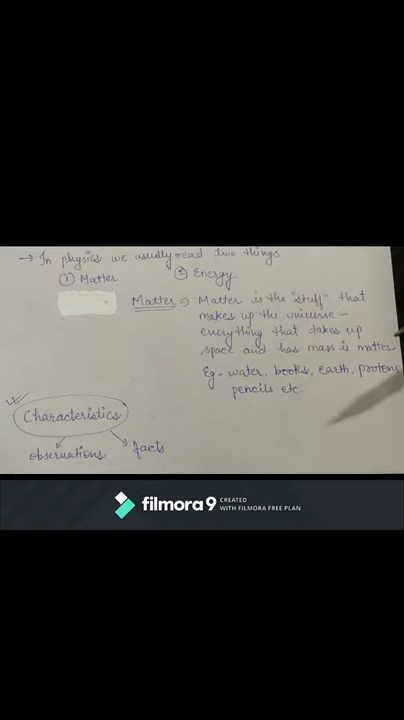 → In physics we usually read two things
① Matter ② Energy
Matter ⇒ Matter is the "stuff" that
makes up the universe –
everything that takes up
space and has mass is matter
Eg - water, books, earth, protons,
pencils etc.
Characteristics
observations facts
filmora9 CREATED
WITH FILMORA FREE PLAN